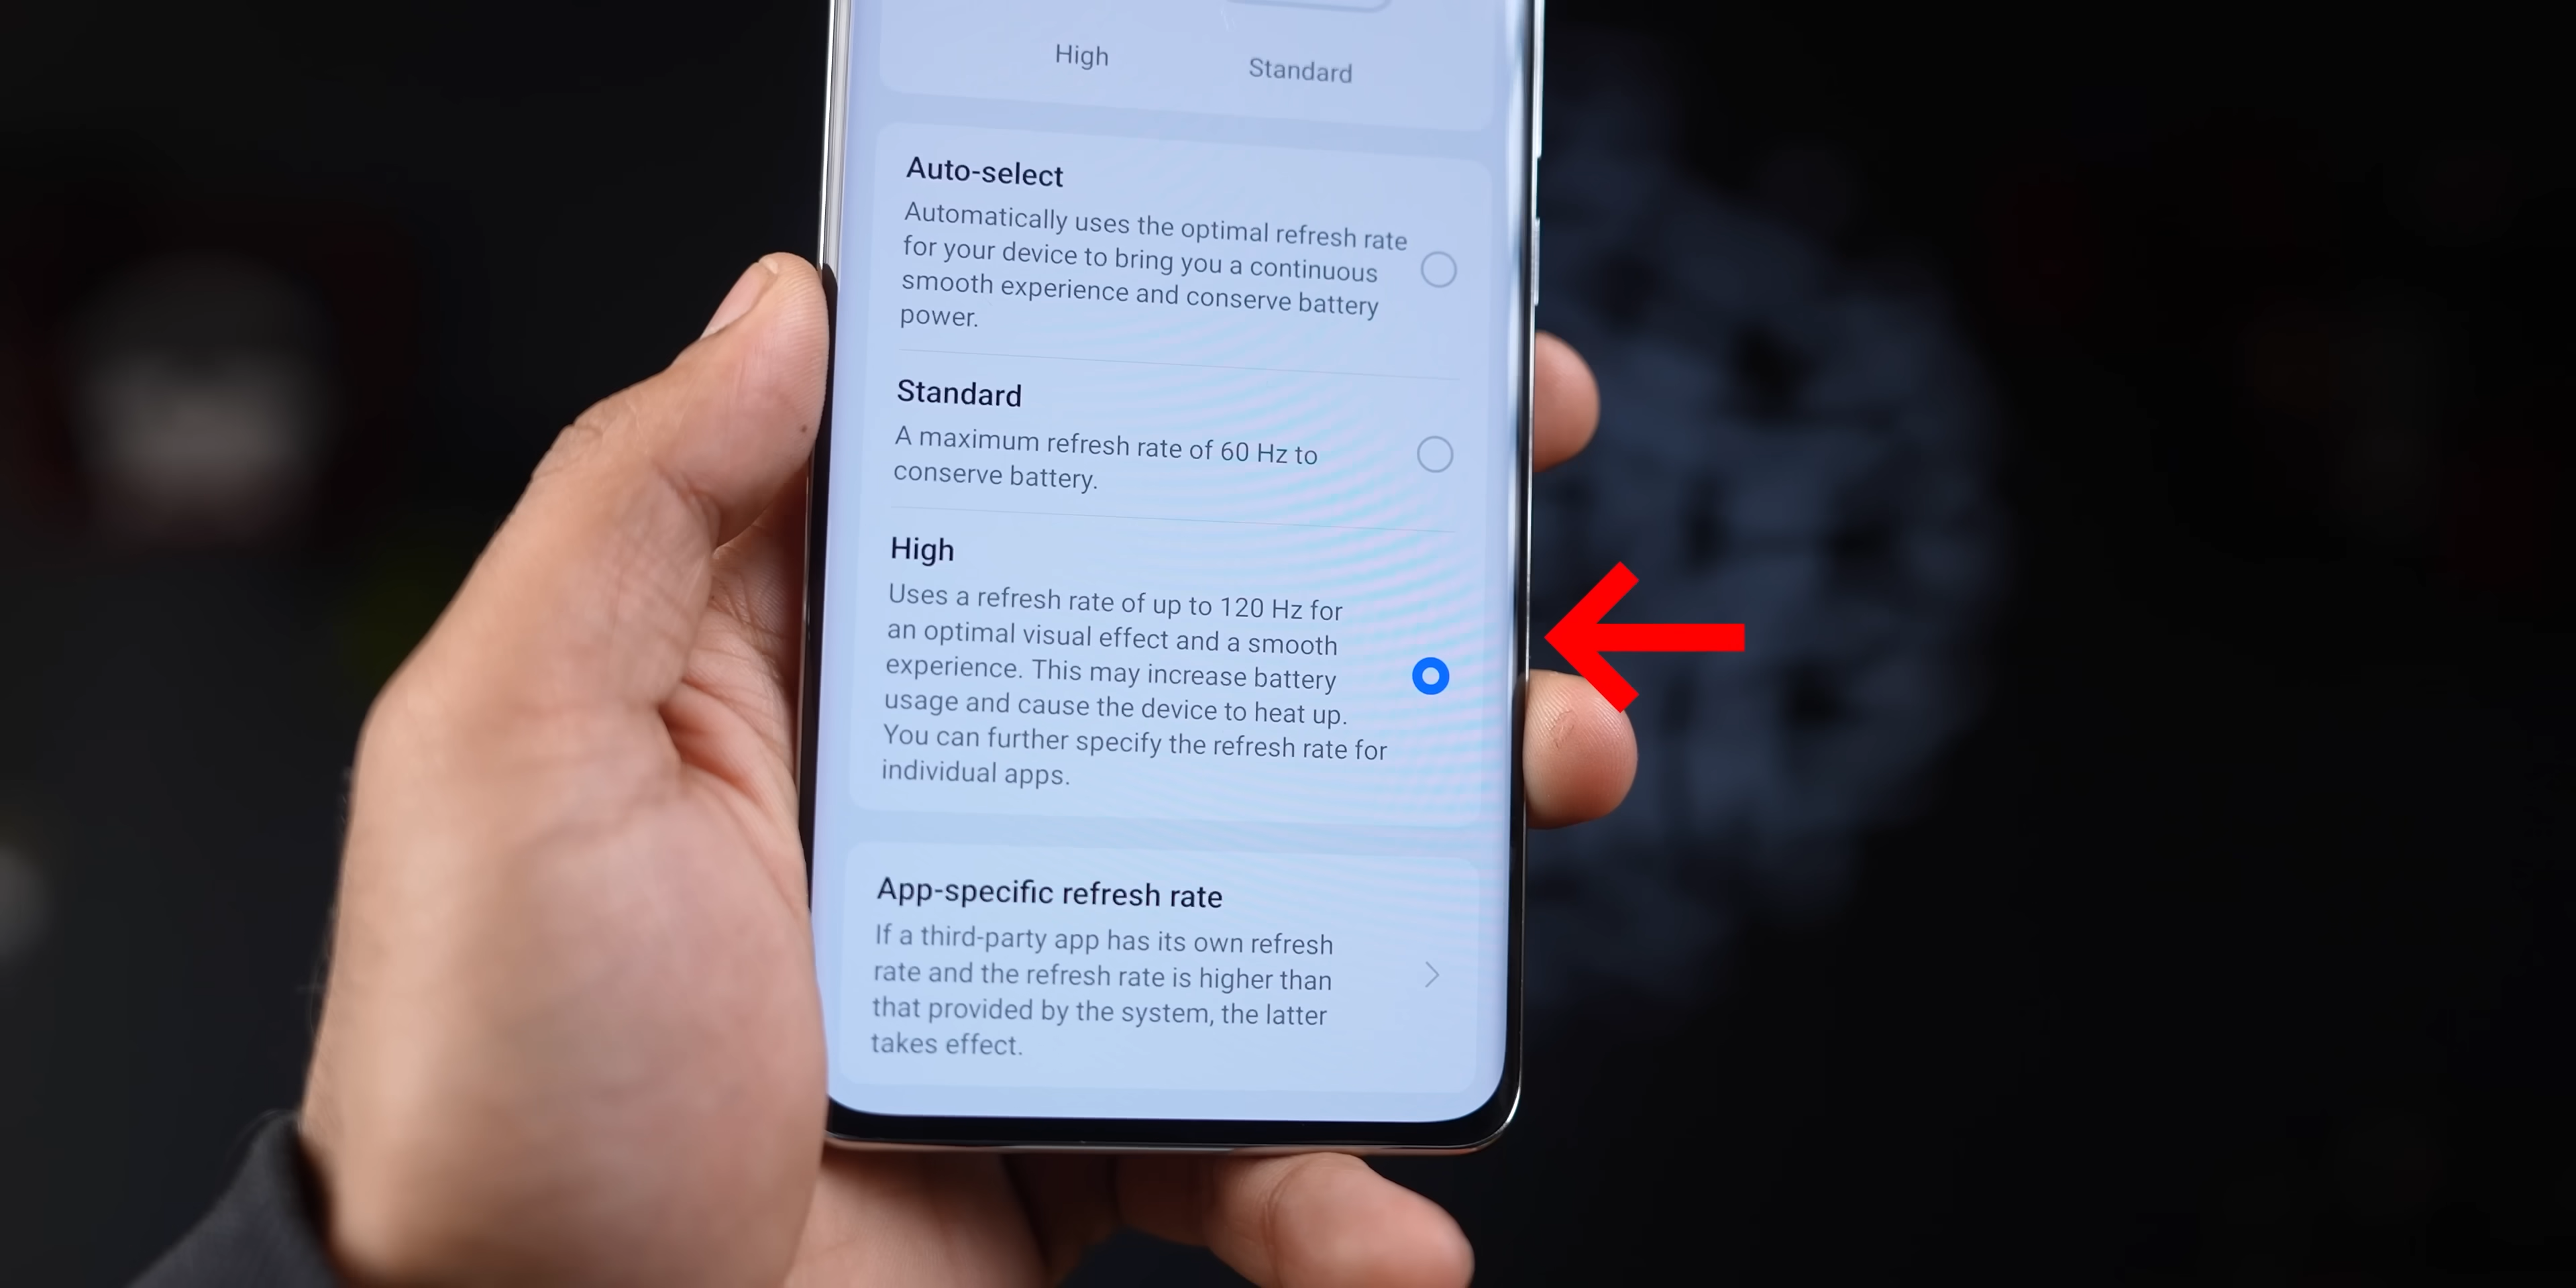 High
Standard
Auto-select
Automatically uses the optimal refresh rate
for your device to bring you a continuous
smooth experience and conserve battery
power.
Standard
A maximum refresh rate of 60 Hz to
conserve battery.
High
Uses a refresh rate of up to 120 Hz for
an optimal visual effect and a smooth
experience. This may increase battery
usage and cause the device to heat up.
You can further specify the refresh rate for
individual apps.
App-specific refresh rate
If a third-party app has its own refresh
rate and the refresh rate is higher than
that provided by the system, the latter
takes effect.